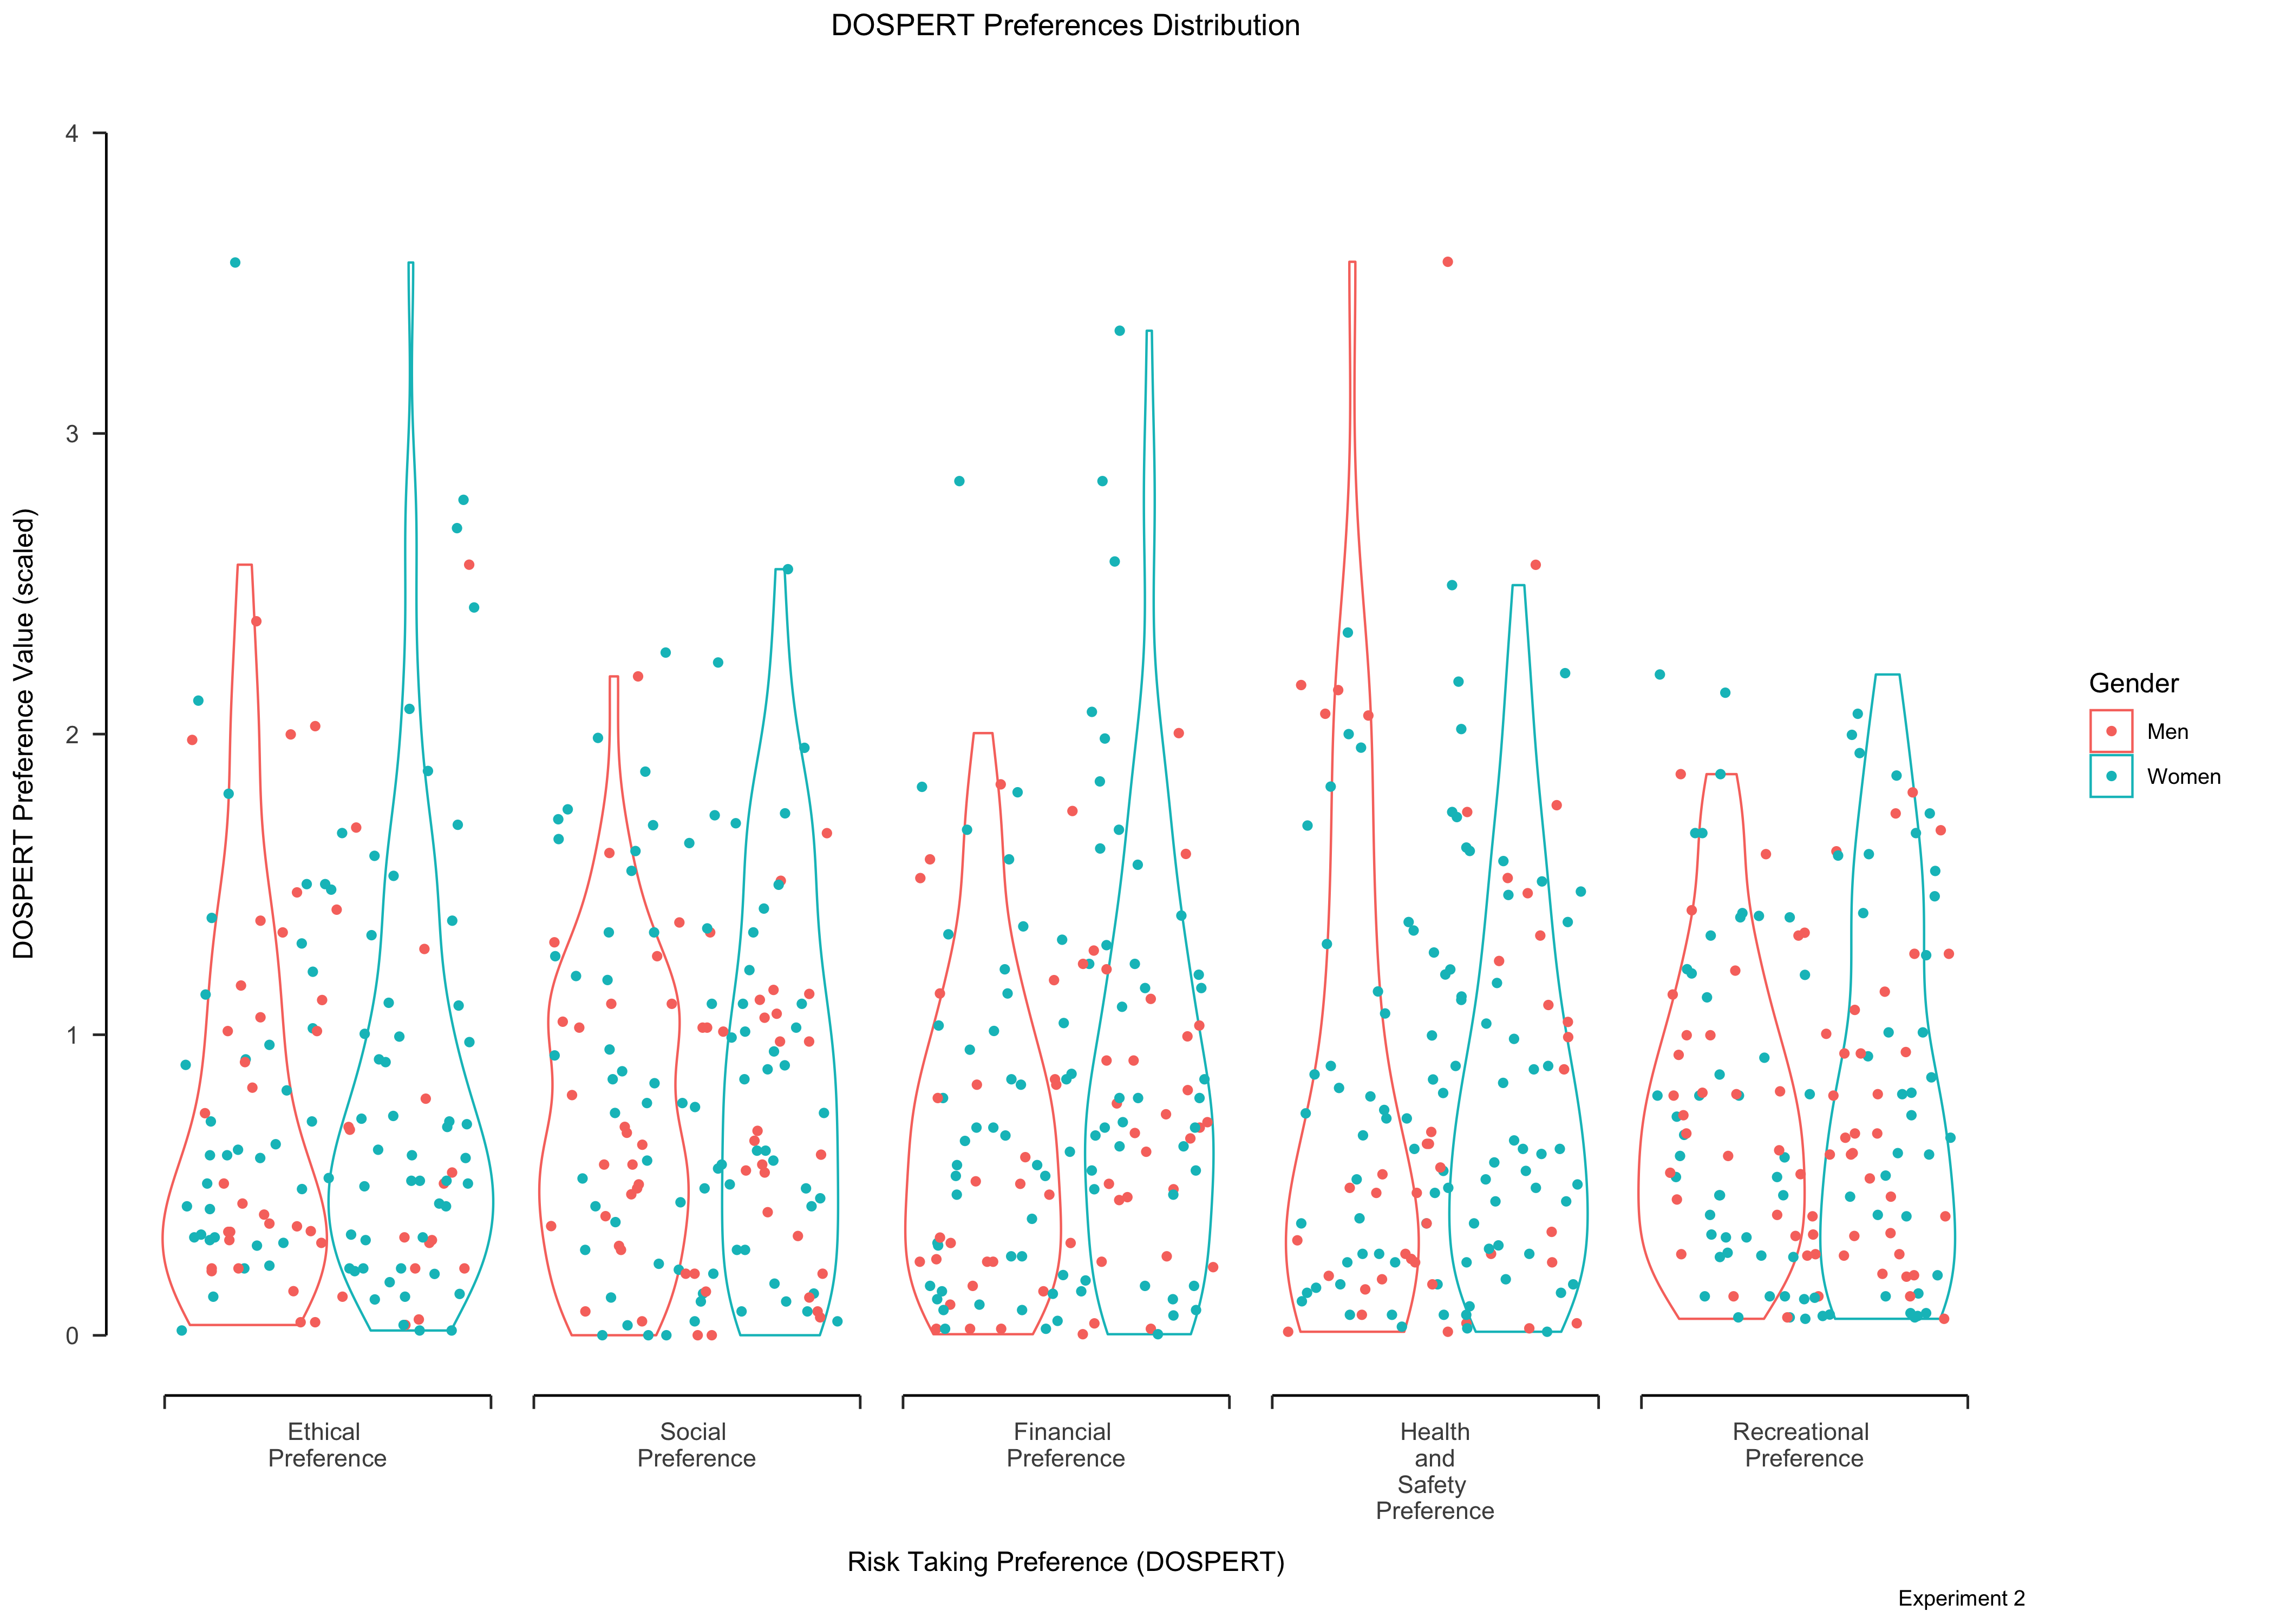 DOSPERT Preferences Distribution
4
3
2
1
0
DOSPERT Preference Value (scaled)
Gender
Men
Women
Ethical
Preference
Social
Preference
Financial
Preference
Health
and
Safety
Preference
Recreational
Preference
Risk Taking Preference (DOSPERT)
Experiment 2